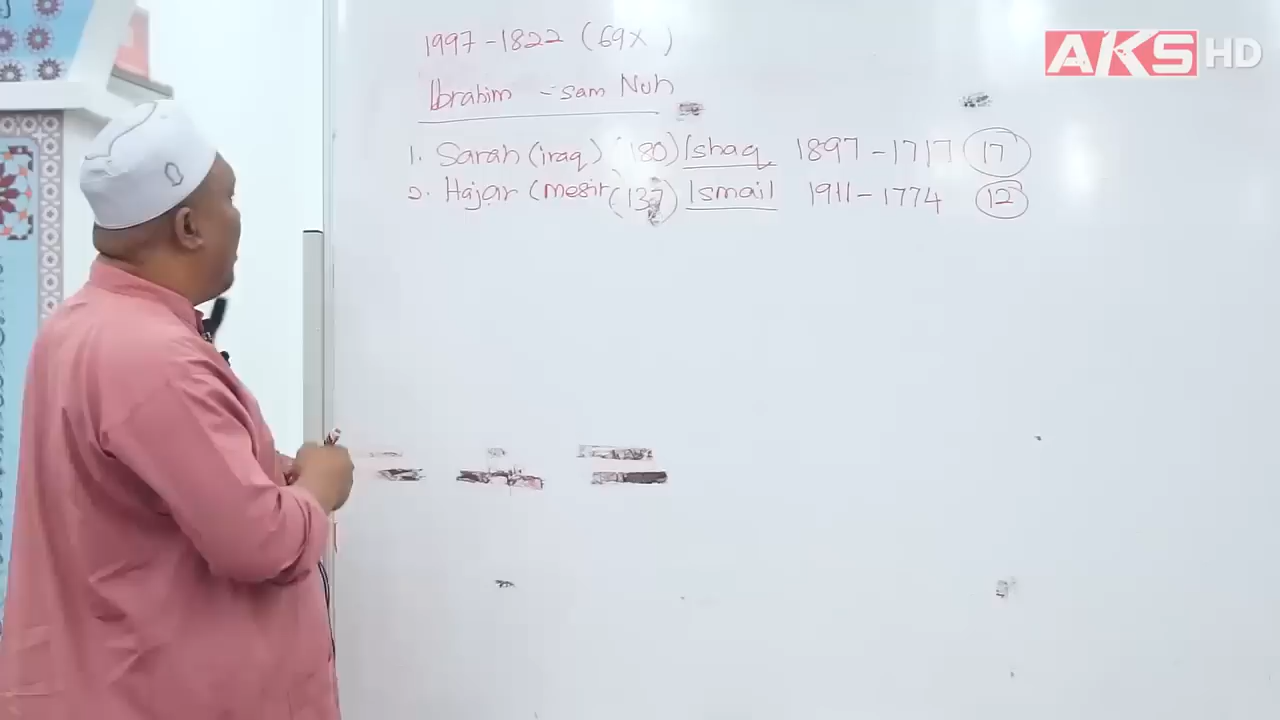 1997-1822 (69x)
AKS HD
Ibrahim - sam Nuh
1. Sarah (iraq) (180) Ishaq 1897-1717 17
2. Hajar (mesir (137) Ismail 1911-1774 12